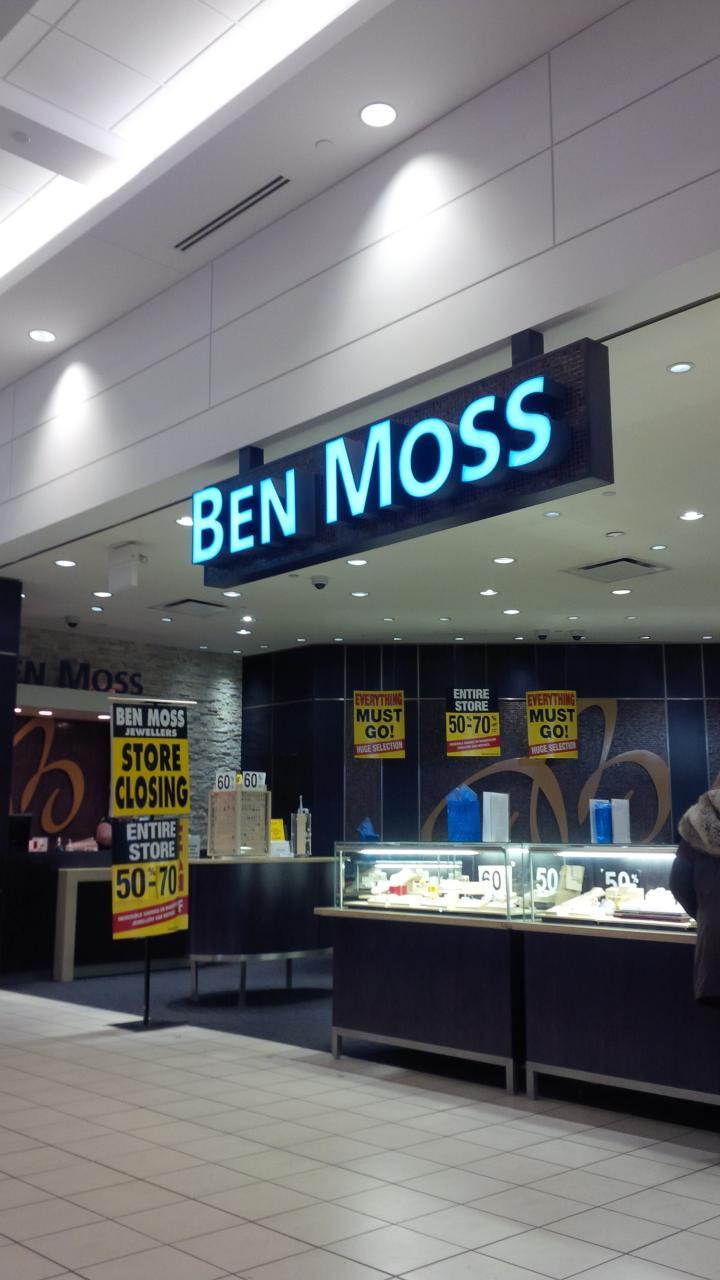 BEN MOSS
EN MOSS
BEN MOSS
JEWELLERS
STORE
CLOSING
ENTIRE
STORE
50%-70%
EVERYTHING
MUST
GO!
HUGE SELECTION
ENTIRE
STORE
50%-70%
EVERYTHING
MUST
GO!
HUGE SELECTION
60% 60%
60
50%
50%